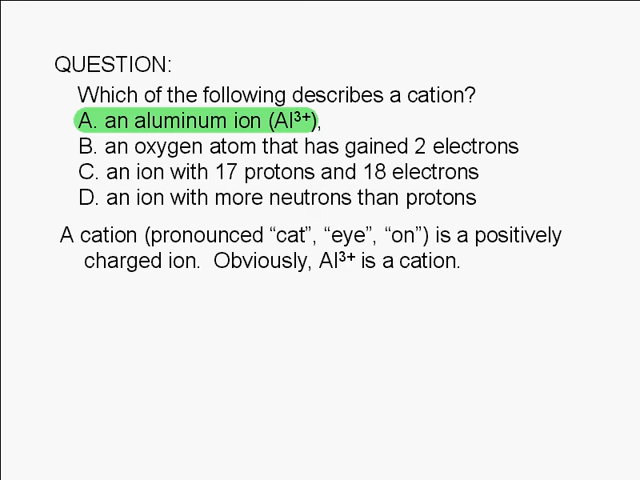 QUESTION:
Which of the following describes a cation?
A. an aluminum ion (Al³⁺),
B. an oxygen atom that has gained 2 electrons
C. an ion with 17 protons and 18 electrons
D. an ion with more neutrons than protons
A cation (pronounced “cat”, “eye”, “on”) is a positively
charged ion.  Obviously, Al³⁺ is a cation.